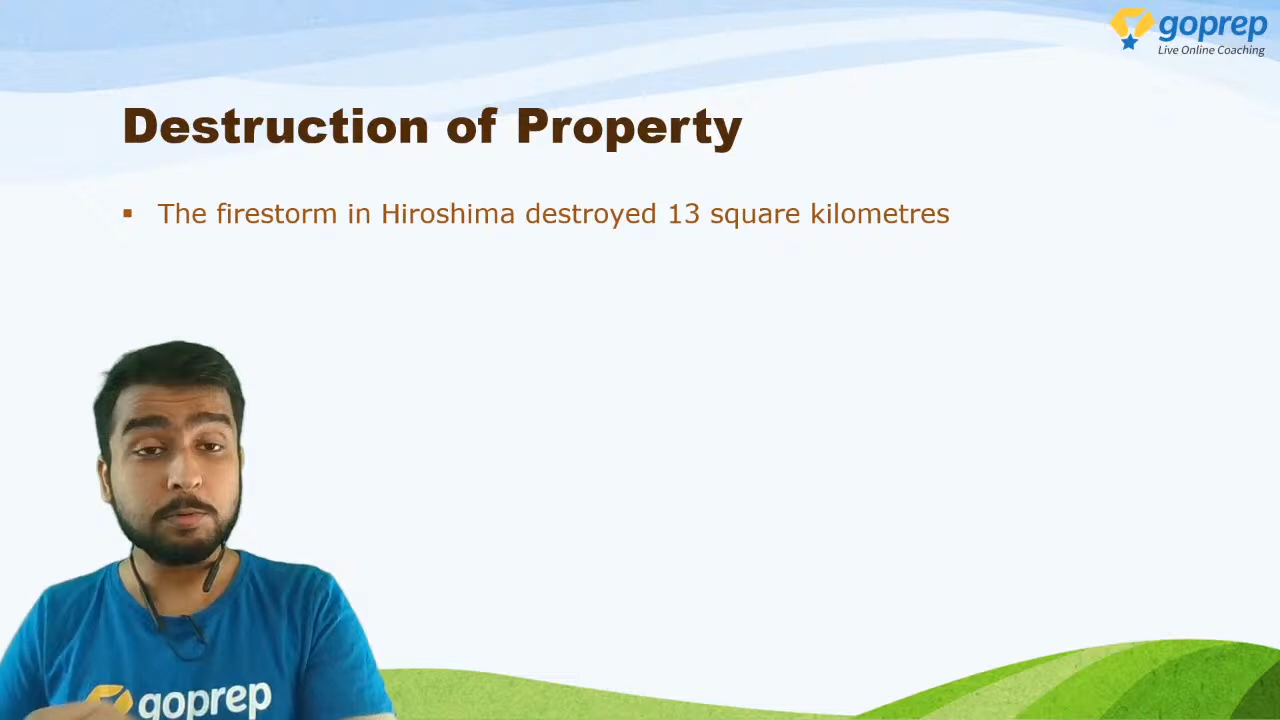 goprep
Live Online Coaching
Destruction of Property
▪ The firestorm in Hiroshima destroyed 13 square kilometres
goprep